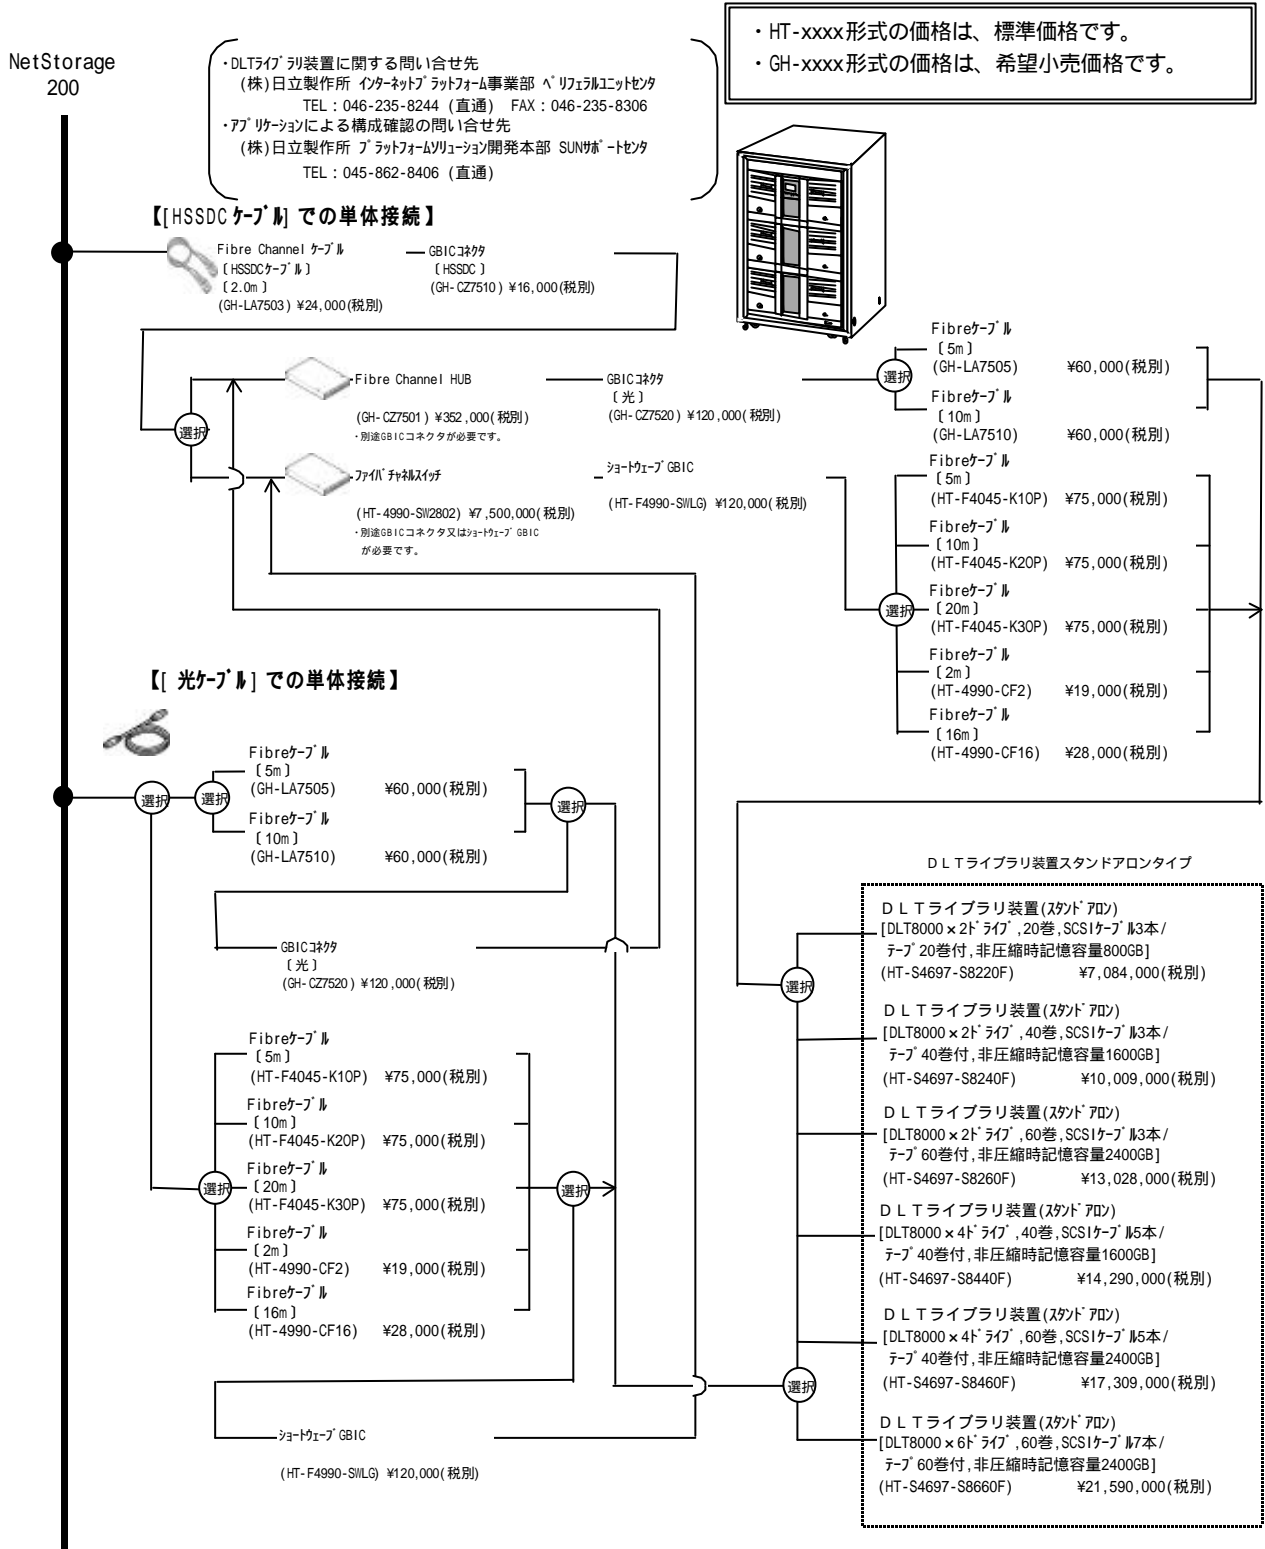 NetStorage
200
・DLTﾗｲﾌﾞﾗﾘ装置に関する問い合せ先
(株)日立製作所 ｲﾝﾀｰﾈｯﾄﾌﾟﾗｯﾄﾌｫｰﾑ事業部 ﾍﾟﾘﾌｪﾗﾙﾕﾆｯﾄｾﾝﾀ
TEL：046-235-8244 (直通) FAX：046-235-8306
・ｱﾌﾟﾘｹｰｼｮﾝによる構成確認の問い合せ先
(株)日立製作所 ﾌﾟﾗｯﾄﾌｫｰﾑｿﾘｭｰｼｮﾝ開発本部 SUNｻﾎﾟｰﾄｾﾝﾀ
TEL：045-862-8406 (直通)
・HT-xxxx形式の価格は、標準価格です。
・GH-xxxx形式の価格は、希望小売価格です。
【[HSSDCｹｰﾌﾞﾙ] での単体接続】
Fibre Channel ｹｰﾌﾞﾙ
〔HSSDCｹｰﾌﾞﾙ〕
〔2.0m〕
(GH-LA7503) ¥24,000(税別)
GBICｺﾈｸﾀ
〔HSSDC〕
(GH-CZ7510) ¥16,000(税別)
選択
Fibre Channel HUB
(GH-CZ7501) ¥352,000(税別)
・別途GBICコネクタが必要です。
GBICｺﾈｸﾀ
〔光〕
(GH-CZ7520) ¥120,000(税別)
選択
Fibreｹｰﾌﾞﾙ
〔5m〕
(GH-LA7505) ¥60,000(税別)
Fibreｹｰﾌﾞﾙ
〔10m〕
(GH-LA7510) ¥60,000(税別)
ﾌｧｲﾊﾞﾁｬﾈﾙｽｲｯﾁ
(HT-4990-SW2802) ¥7,500,000(税別)
・別途GBICコネクタ又はｼｮｰﾄｳｪｰﾌﾞGBIC
が必要です。
ｼｮｰﾄｳｪｰﾌﾞGBIC
(HT-F4990-SWLG) ¥120,000(税別)
選択
Fibreｹｰﾌﾞﾙ
〔5m〕
(HT-F4045-K10P) ¥75,000(税別)
Fibreｹｰﾌﾞﾙ
〔10m〕
(HT-F4045-K20P) ¥75,000(税別)
Fibreｹｰﾌﾞﾙ
〔20m〕
(HT-F4045-K30P) ¥75,000(税別)
Fibreｹｰﾌﾞﾙ
〔2m〕
(HT-4990-CF2) ¥19,000(税別)
Fibreｹｰﾌﾞﾙ
〔16m〕
(HT-4990-CF16) ¥28,000(税別)
【[ 光ｹｰﾌﾞﾙ] での単体接続】
選択
選択
Fibreｹｰﾌﾞﾙ
〔5m〕
(GH-LA7505) ¥60,000(税別)
Fibreｹｰﾌﾞﾙ
〔10m〕
(GH-LA7510) ¥60,000(税別)
選択
GBICｺﾈｸﾀ
〔光〕
(GH-CZ7520) ¥120,000(税別)
選択
Fibreｹｰﾌﾞﾙ
〔5m〕
(HT-F4045-K10P) ¥75,000(税別)
Fibreｹｰﾌﾞﾙ
〔10m〕
(HT-F4045-K20P) ¥75,000(税別)
Fibreｹｰﾌﾞﾙ
〔20m〕
(HT-F4045-K30P) ¥75,000(税別)
Fibreｹｰﾌﾞﾙ
〔2m〕
(HT-4990-CF2) ¥19,000(税別)
Fibreｹｰﾌﾞﾙ
〔16m〕
(HT-4990-CF16) ¥28,000(税別)
選択
ｼｮｰﾄｳｪｰﾌﾞGBIC
(HT-F4990-SWLG) ¥120,000(税別)
ＤＬＴライブラリ装置スタンドアロンタイプ
選択
選択
ＤＬＴライブラリ装置(ｽﾀﾝﾄﾞｱﾛﾝ)
[DLT8000×2ﾄﾞﾗｲﾌﾞ,20巻,SCSIｹｰﾌﾞﾙ3本/
ﾃｰﾌﾟ20巻付,非圧縮時記憶容量800GB]
(HT-S4697-S8220F) ¥7,084,000(税別)
ＤＬＴライブラリ装置(ｽﾀﾝﾄﾞｱﾛﾝ)
[DLT8000×2ﾄﾞﾗｲﾌﾞ,40巻,SCSIｹｰﾌﾞﾙ3本/
ﾃｰﾌﾟ40巻付,非圧縮時記憶容量1600GB]
(HT-S4697-S8240F) ¥10,009,000(税別)
ＤＬＴライブラリ装置(ｽﾀﾝﾄﾞｱﾛﾝ)
[DLT8000×2ﾄﾞﾗｲﾌﾞ,60巻,SCSIｹｰﾌﾞﾙ3本/
ﾃｰﾌﾟ60巻付,非圧縮時記憶容量2400GB]
(HT-S4697-S8260F) ¥13,028,000(税別)
ＤＬＴライブラリ装置(ｽﾀﾝﾄﾞｱﾛﾝ)
[DLT8000×4ﾄﾞﾗｲﾌﾞ,40巻,SCSIｹｰﾌﾞﾙ5本/
ﾃｰﾌﾟ40巻付,非圧縮時記憶容量1600GB]
(HT-S4697-S8440F) ¥14,290,000(税別)
ＤＬＴライブラリ装置(ｽﾀﾝﾄﾞｱﾛﾝ)
[DLT8000×4ﾄﾞﾗｲﾌﾞ,60巻,SCSIｹｰﾌﾞﾙ5本/
ﾃｰﾌﾟ40巻付,非圧縮時記憶容量2400GB]
(HT-S4697-S8460F) ¥17,309,000(税別)
ＤＬＴライブラリ装置(ｽﾀﾝﾄﾞｱﾛﾝ)
[DLT8000×6ﾄﾞﾗｲﾌﾞ,60巻,SCSIｹｰﾌﾞﾙ7本/
ﾃｰﾌﾟ60巻付,非圧縮時記憶容量2400GB]
(HT-S4697-S8660F) ¥21,590,000(税別)